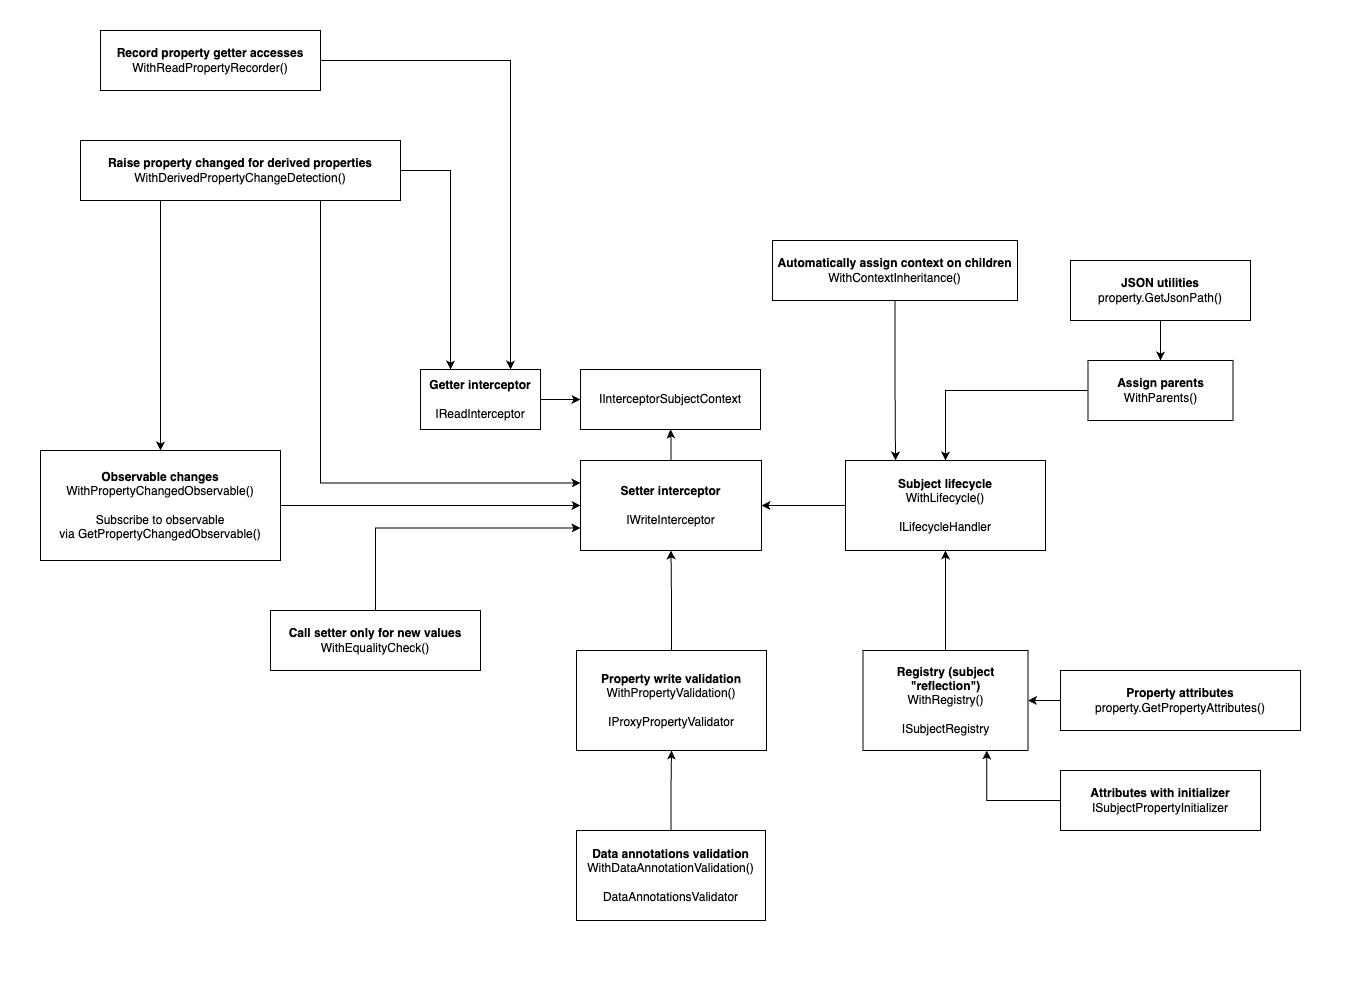 Record property getter accesses
WithReadPropertyRecorder()
Raise property changed for derived properties
WithDerivedPropertyChangeDetection()
Automatically assign context on children
WithContextInheritance()
JSON utilities
property.GetJsonPath()
Assign parents
WithParents()
Getter interceptor
IReadInterceptor
IInterceptorSubjectContext
Observable changes
WithPropertyChangedObservable()
Subscribe to observable
via GetPropertyChangedObservable()
Setter interceptor
IWriteInterceptor
Subject lifecycle
WithLifecycle()
ILifecycleHandler
Call setter only for new values
WithEqualityCheck()
Property write validation
WithPropertyValidation()
IProxyPropertyValidator
Registry (subject
"reflection")
WithRegistry()
ISubjectRegistry
Property attributes
property.GetPropertyAttributes()
Attributes with initializer
ISubjectPropertyInitializer
Data annotations validation
WithDataAnnotationValidation()
DataAnnotationsValidator